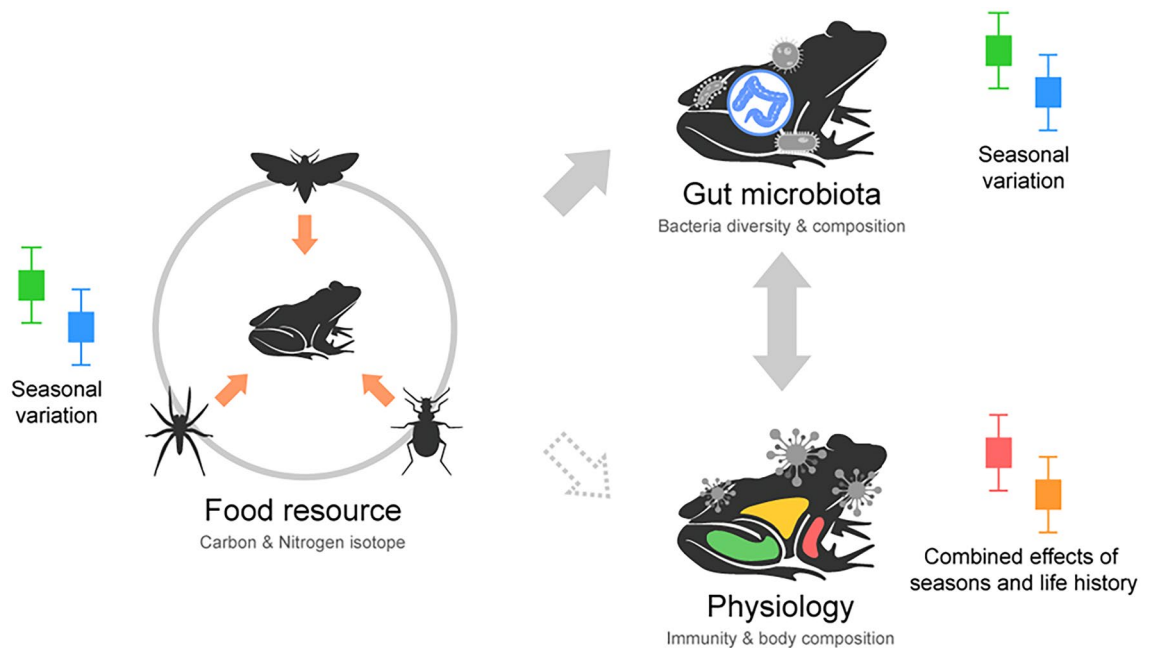 Seasonal
variation
Food resource
Carbon & Nitrogen isotope
Gut microbiota
Bacteria diversity & composition
Seasonal
variation
Physiology
Immunity & body composition
Combined effects of
seasons and life history